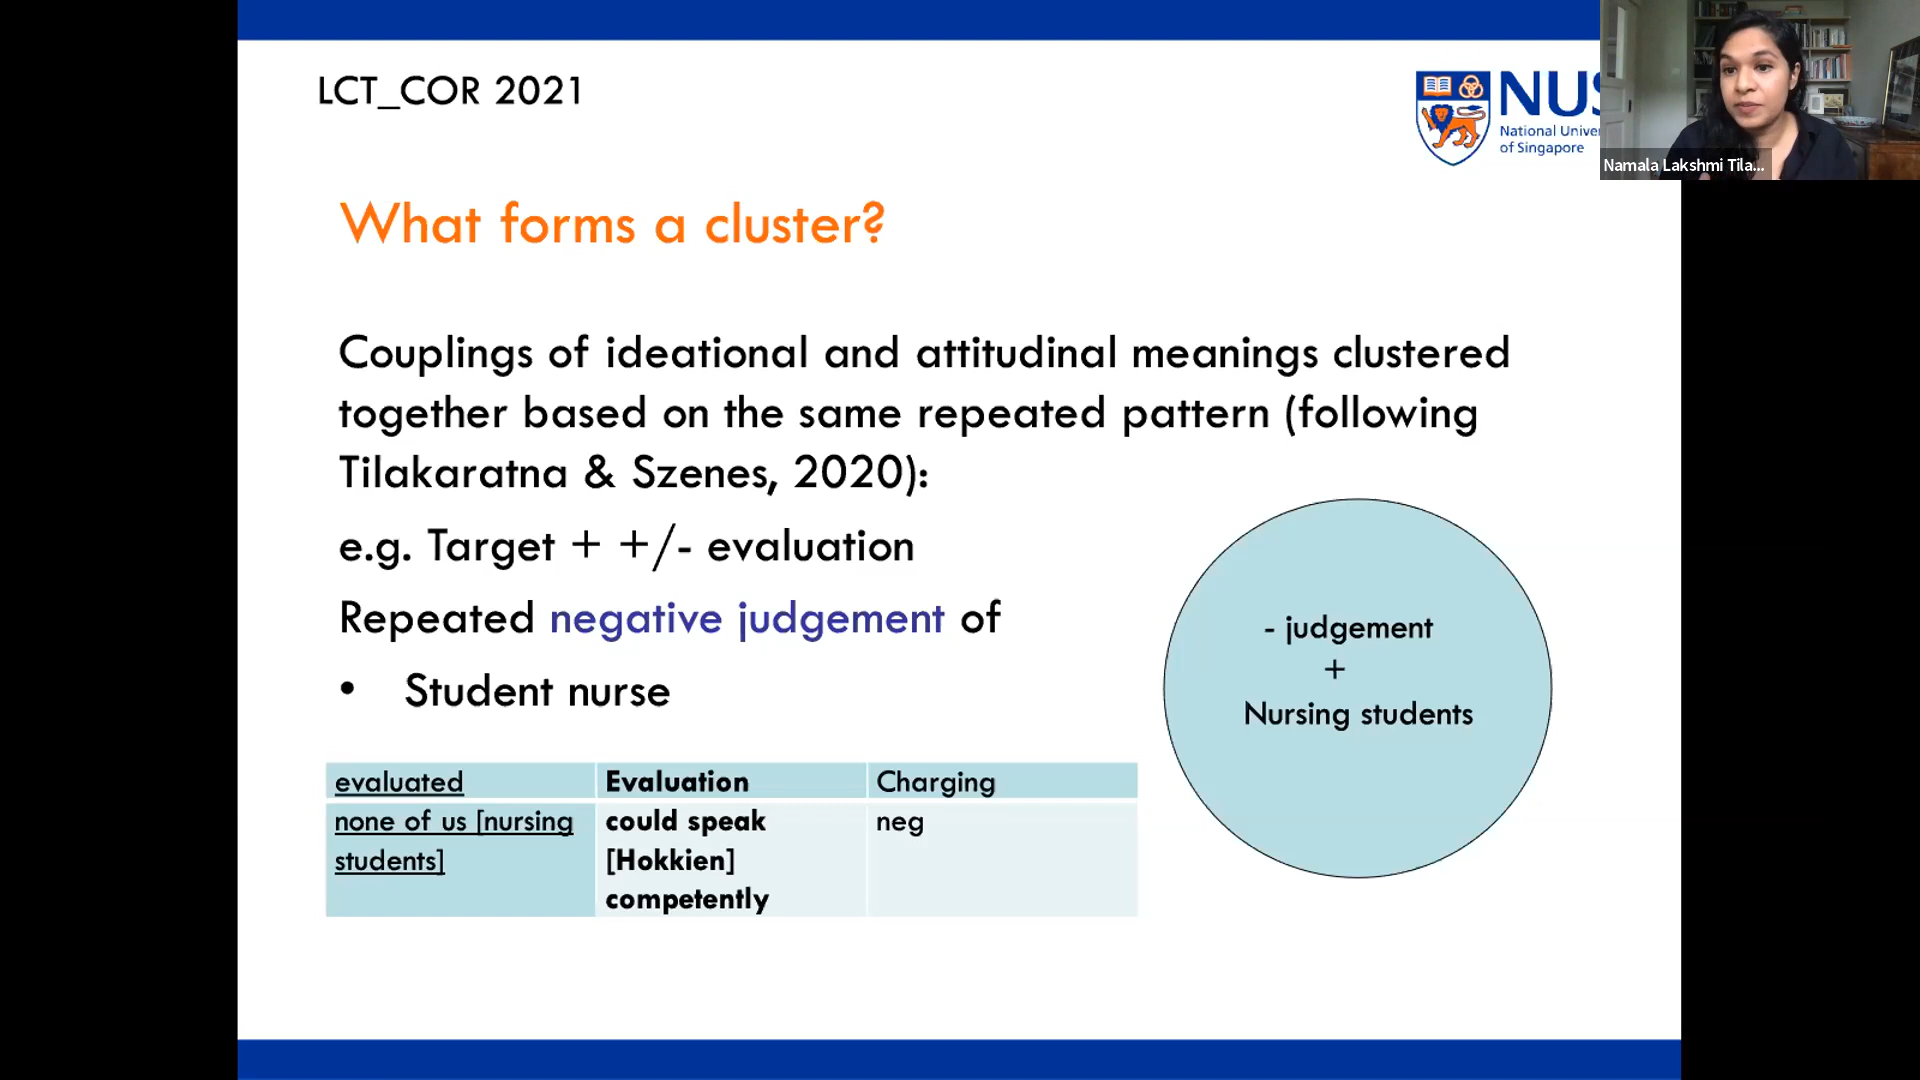 LCT_COR 2021
NUS
National Univer
of Singapore
Namala Lakshmi Tila...
What forms a cluster?
Couplings of ideational and attitudinal meanings clustered
together based on the same repeated pattern (following
Tilakaratna & Szenes, 2020):
e.g. Target + +/- evaluation
Repeated negative judgement of
• Student nurse
- judgement
+
Nursing students
evaluated Evaluation Charging
none of us [nursing could speak neg
students] [Hokkien]
competently